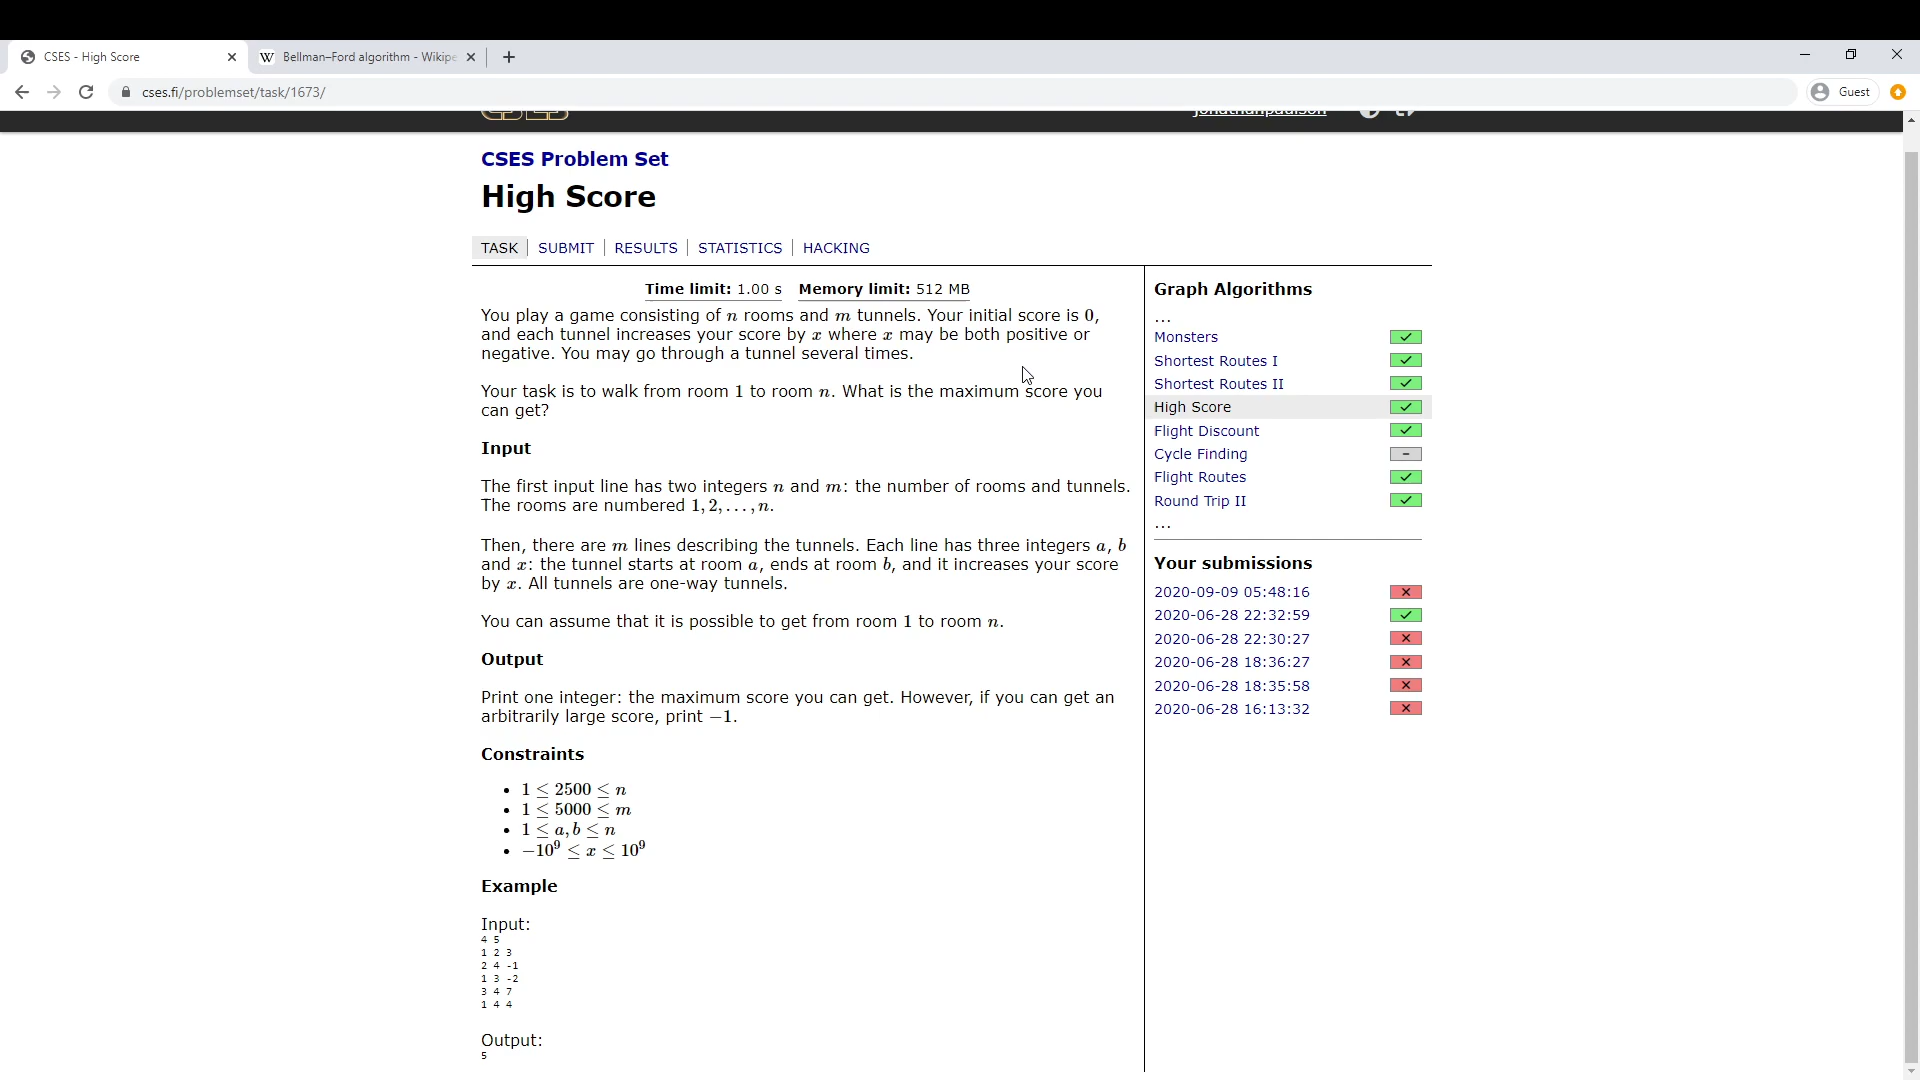 CSES - High Score
Bellman–Ford algorithm - Wikipe
cses.fi/problemset/task/1673/
Guest
jonathanpaulson
CSES Problem Set
High Score
TASK
SUBMIT
RESULTS
STATISTICS
HACKING
Time limit: 1.00 s Memory limit: 512 MB
You play a game consisting of n rooms and m tunnels. Your initial score is 0,
and each tunnel increases your score by x where x may be both positive or
negative. You may go through a tunnel several times.
Your task is to walk from room 1 to room n. What is the maximum score you
can get?
Input
The first input line has two integers n and m: the number of rooms and tunnels.
The rooms are numbered 1, 2, . . . , n.
Then, there are m lines describing the tunnels. Each line has three integers a, b
and x: the tunnel starts at room a, ends at room b, and it increases your score
by x. All tunnels are one-way tunnels.
You can assume that it is possible to get from room 1 to room n.
Output
Print one integer: the maximum score you can get. However, if you can get an
arbitrarily large score, print −1.
Constraints
• 1 ≤ 2500 ≤ n
• 1 ≤ 5000 ≤ m
• 1 ≤ a, b ≤ n
• −10⁹ ≤ x ≤ 10⁹
Example
Input:
4 5
1 2 3
2 4 -1
1 3 -2
3 4 7
1 4 4
Output:
5
Graph Algorithms
...
Monsters
Shortest Routes I
Shortest Routes II
High Score
Flight Discount
Cycle Finding
Flight Routes
Round Trip II
...
Your submissions
2020-09-09 05:48:16
2020-06-28 22:32:59
2020-06-28 22:30:27
2020-06-28 18:36:27
2020-06-28 18:35:58
2020-06-28 16:13:32